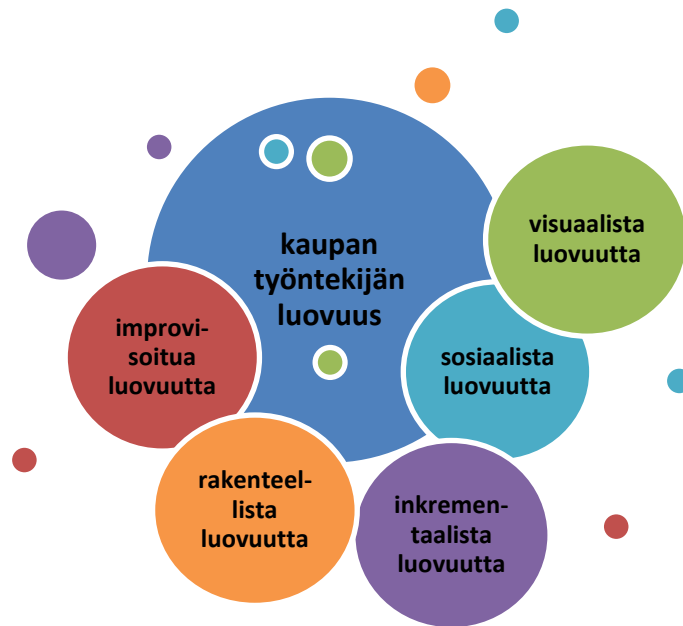 kaupan
työntekijän
luovuus
visuaalista
luovuutta
improvi-
soitua
luovuutta
sosiaalista
luovuutta
rakenteel-
lista
luovuutta
inkremen-
taalista
luovuutta